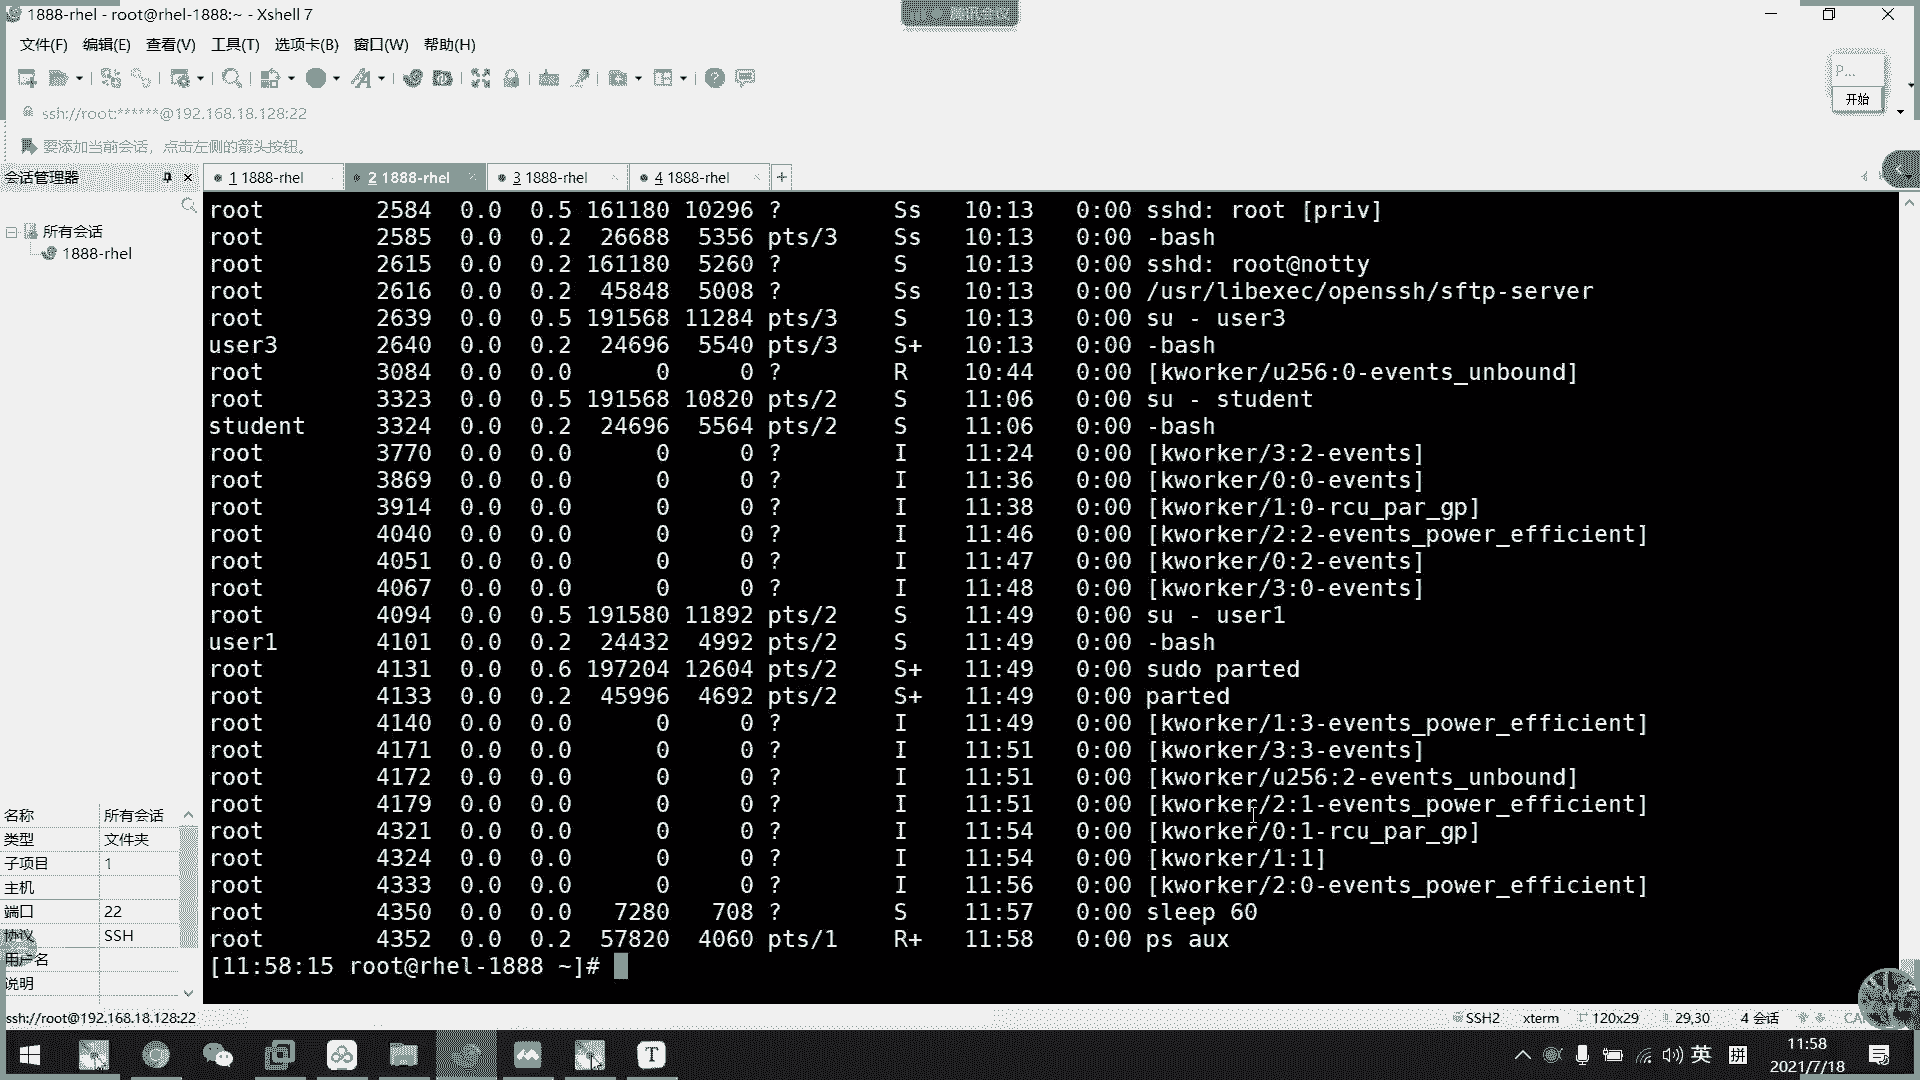 1888-rhel - root@rhel-1888:~ - Xshell 7
腾讯会议
文件(F) 编辑(E) 查看(V) 工具(T) 选项卡(B) 窗口(W) 帮助(H)
P...
开始
ssh://root:******@192.168.18.128:22
要添加当前会话，点击左侧的箭头按钮。
会话管理器
1 1888-rhel 2 1888-rhel 3 1888-rhel 4 1888-rhel +
所有会话
1888-rhel
root 2584 0.0 0.5 161180 10296 ? Ss 10:13 0:00 sshd: root [priv]
root 2585 0.0 0.2 26688 5356 pts/3 Ss 10:13 0:00 -bash
root 2615 0.0 0.2 161180 5260 ? S 10:13 0:00 sshd: root@notty
root 2616 0.0 0.2 45848 5008 ? Ss 10:13 0:00 /usr/libexec/openssh/sftp-server
root 2639 0.0 0.5 191568 11284 pts/3 S 10:13 0:00 su - user3
user3 2640 0.0 0.2 24696 5540 pts/3 S+ 10:13 0:00 -bash
root 3084 0.0 0.0 0 0 ? R 10:44 0:00 [kworker/u256:0-events_unbound]
root 3323 0.0 0.5 191568 10820 pts/2 S 11:06 0:00 su - student
student 3324 0.0 0.2 24696 5564 pts/2 S 11:06 0:00 -bash
root 3770 0.0 0.0 0 0 ? I 11:24 0:00 [kworker/3:2-events]
root 3869 0.0 0.0 0 0 ? I 11:36 0:00 [kworker/0:0-events]
root 3914 0.0 0.0 0 0 ? I 11:38 0:00 [kworker/1:0-rcu_par_gp]
root 4040 0.0 0.0 0 0 ? I 11:46 0:00 [kworker/2:2-events_power_efficient]
root 4051 0.0 0.0 0 0 ? I 11:47 0:00 [kworker/0:2-events]
root 4067 0.0 0.0 0 0 ? I 11:48 0:00 [kworker/3:0-events]
root 4094 0.0 0.5 191580 11892 pts/2 S 11:49 0:00 su - user1
user1 4101 0.0 0.2 24432 4992 pts/2 S 11:49 0:00 -bash
root 4131 0.0 0.6 197204 12604 pts/2 S+ 11:49 0:00 sudo parted
root 4133 0.0 0.2 45996 4692 pts/2 S+ 11:49 0:00 parted
root 4140 0.0 0.0 0 0 ? I 11:49 0:00 [kworker/1:3-events_power_efficient]
root 4171 0.0 0.0 0 0 ? I 11:51 0:00 [kworker/3:3-events]
root 4172 0.0 0.0 0 0 ? I 11:51 0:00 [kworker/u256:2-events_unbound]
root 4179 0.0 0.0 0 0 ? I 11:51 0:00 [kworker/2:1-events_power_efficient]
root 4321 0.0 0.0 0 0 ? I 11:54 0:00 [kworker/0:1-rcu_par_gp]
root 4324 0.0 0.0 0 0 ? I 11:54 0:00 [kworker/1:1]
root 4333 0.0 0.0 0 0 ? I 11:56 0:00 [kworker/2:0-events_power_efficient]
root 4350 0.0 0.0 7280 708 ? S 11:57 0:00 sleep 60
root 4352 0.0 0.2 57820 4060 pts/1 R+ 11:58 0:00 ps aux
[11:58:15 root@rhel-1888 ~]#
名称 所有会话
类型 文件夹
子项目 1
主机
端口 22
协议 SSH
用户名
说明
ssh://root@192.168.18.128:22
SSH2 xterm 120x29 29,30 4 会话
T
英 拼
11:58
2021/7/18